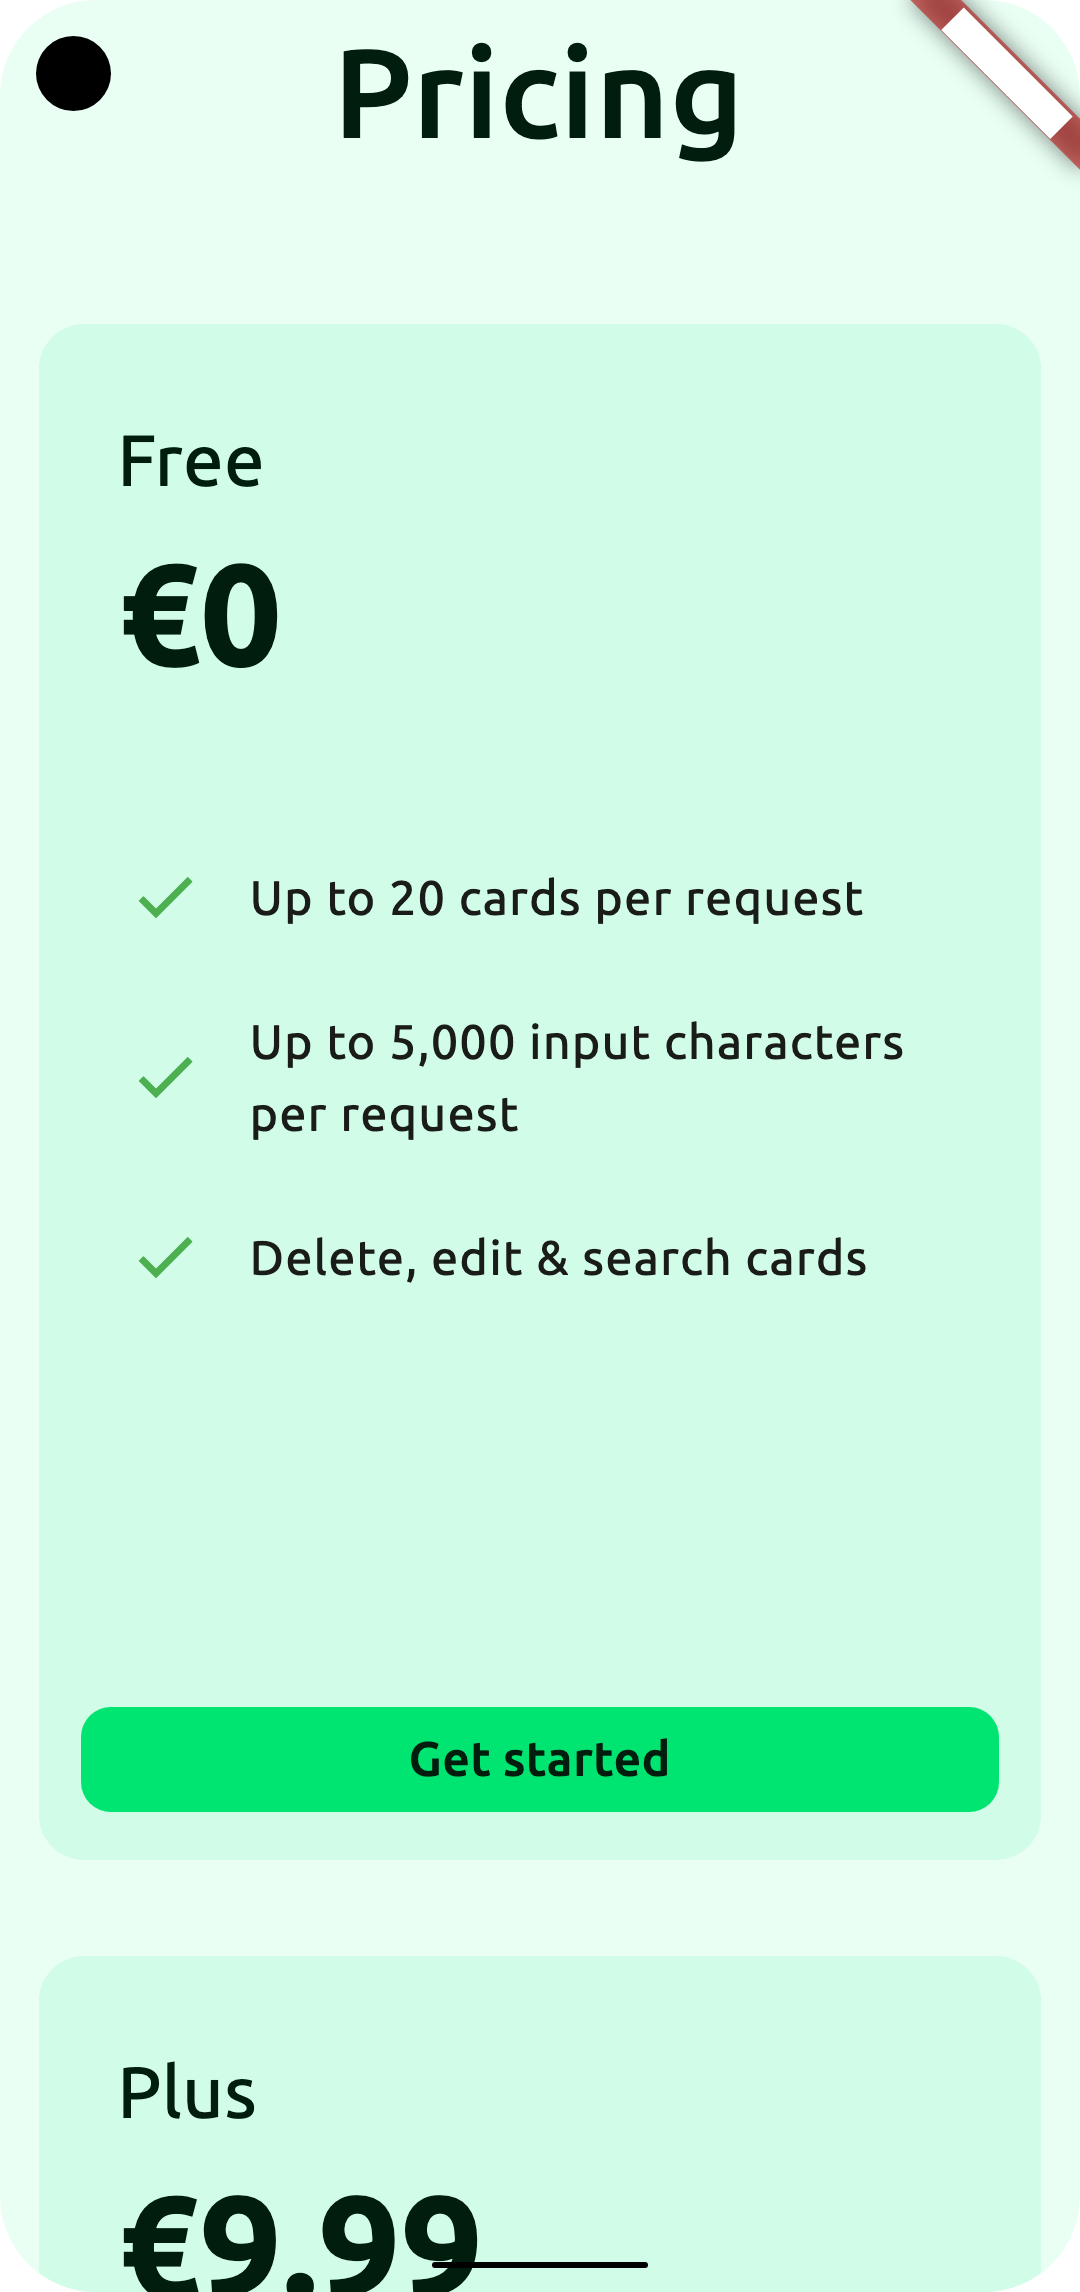 Pricing
Free
€0
Up to 20 cards per request
Up to 5,000 input characters
per request
Delete, edit & search cards
Get started
Plus
€9.99